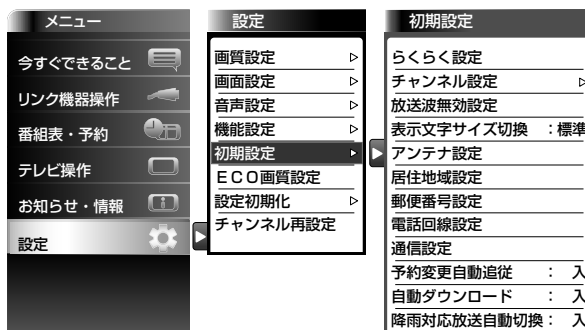 メニュー
今すぐできること
リンク機器操作
番組表・予約
テレビ操作
お知らせ・情報
設定
設定
画質設定
画面設定
音声設定
機能設定
初期設定
ECO画質設定
設定初期化
チャンネル再設定
初期設定
らくらく設定
チャンネル設定
放送波無効設定
表示文字サイズ切換 :標準
アンテナ設定
居住地域設定
郵便番号設定
電話回線設定
通信設定
予約変更自動追従 : 入
自動ダウンロード : 入
降雨対応放送自動切換: 入